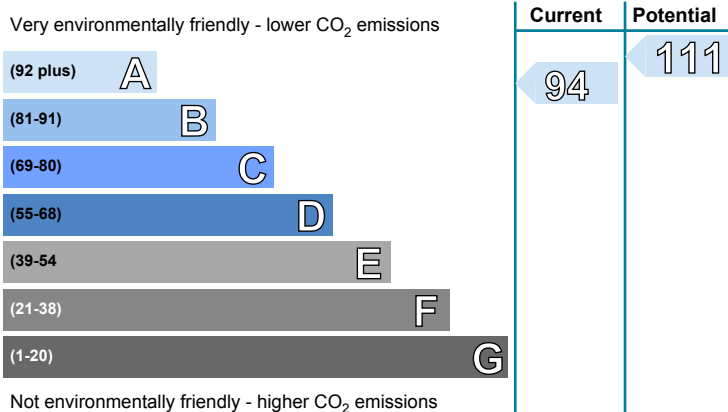 Very environmentally friendly - lower CO2 emissions
Current
Potential
(92 plus) A
94
111
(81-91) B
(69-80) C
(55-68) D
(39-54 E
(21-38) F
(1-20) G
Not environmentally friendly - higher CO2 emissions